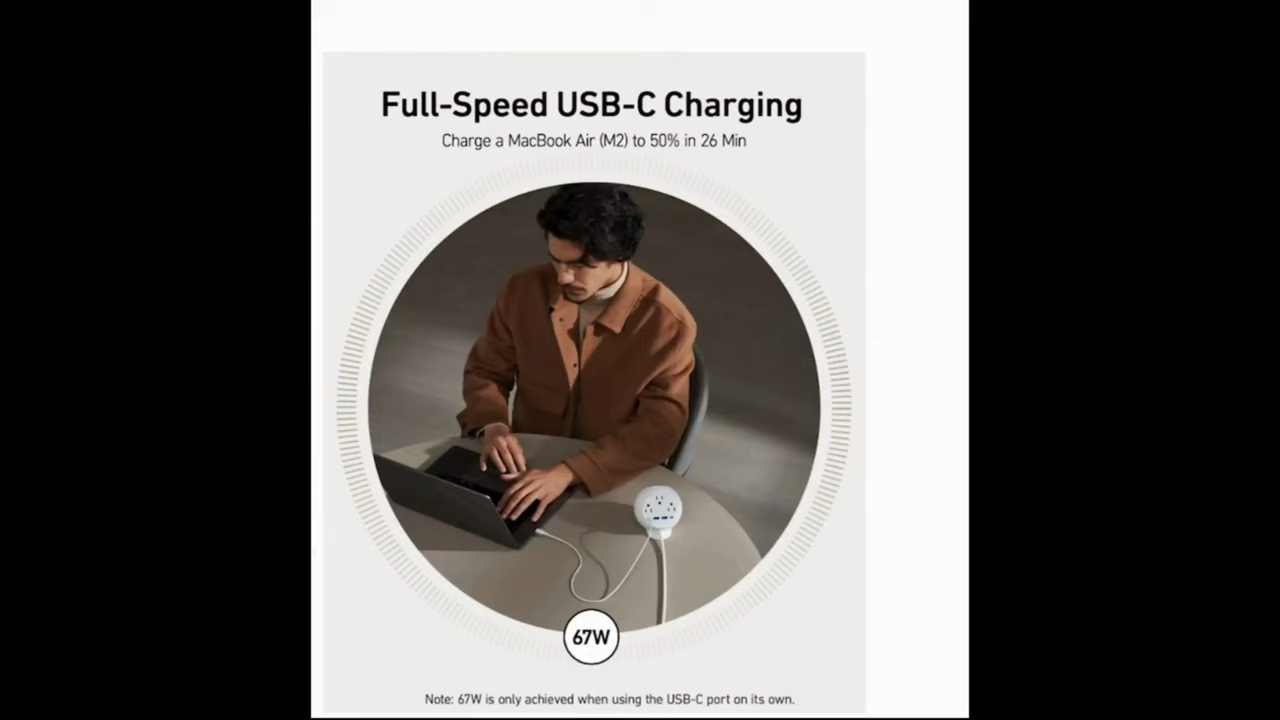 Full-Speed USB-C Charging
Charge a MacBook Air (M2) to 50% in 26 Min
67W
Note: 67W is only achieved when using the USB-C port on its own.